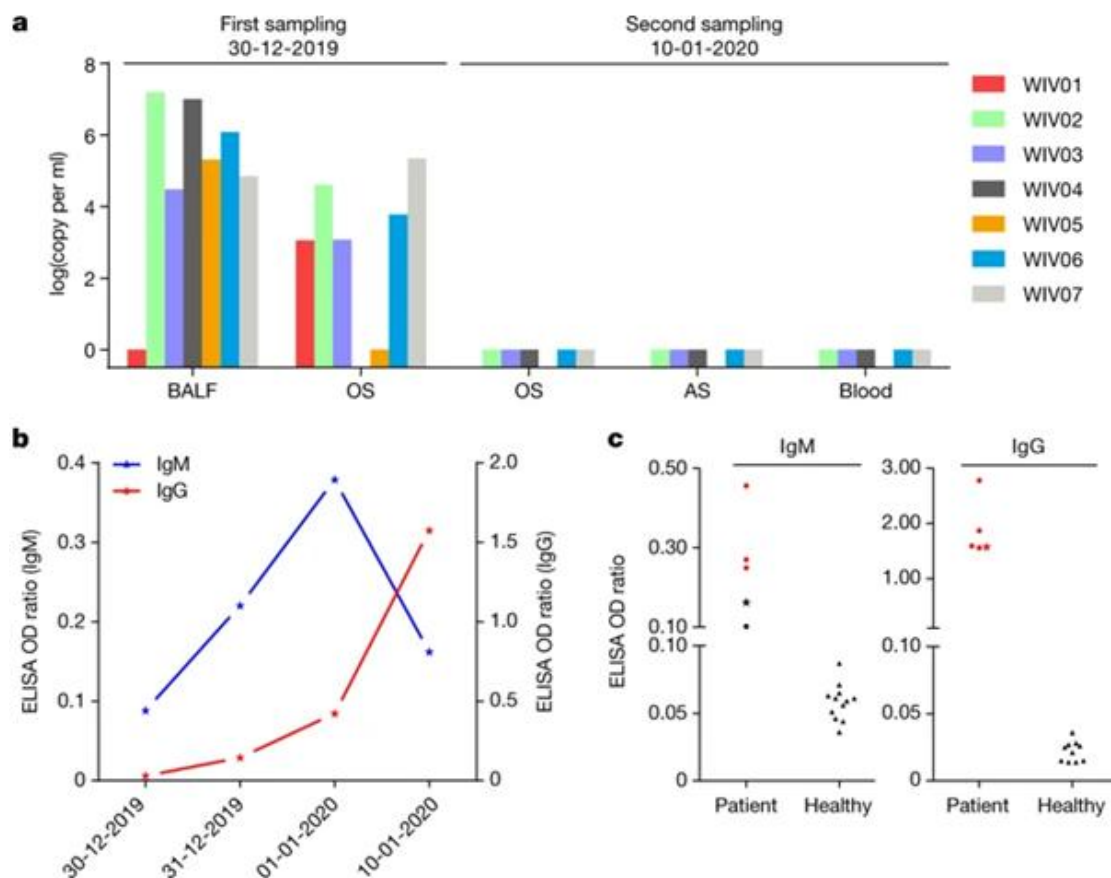 a
First sampling
30-12-2019
Second sampling
10-01-2020
log(copy per ml)
8
6
4
2
0
BALF
OS
OS
AS
Blood
WIV01
WIV02
WIV03
WIV04
WIV05
WIV06
WIV07
b
IgM
IgG
ELISA OD ratio (IgM)
0.4
0.3
0.2
0.1
0
2.0
1.5
1.0
0.5
0
ELISA OD ratio (IgG)
30-12-2019
31-12-2019
01-01-2020
10-01-2020
c
IgM
IgG
ELISA OD ratio
0.50
0.30
0.10
0.10
0.05
0
Patient
Healthy
3.00
2.00
1.00
0.10
0.05
0
Patient
Healthy